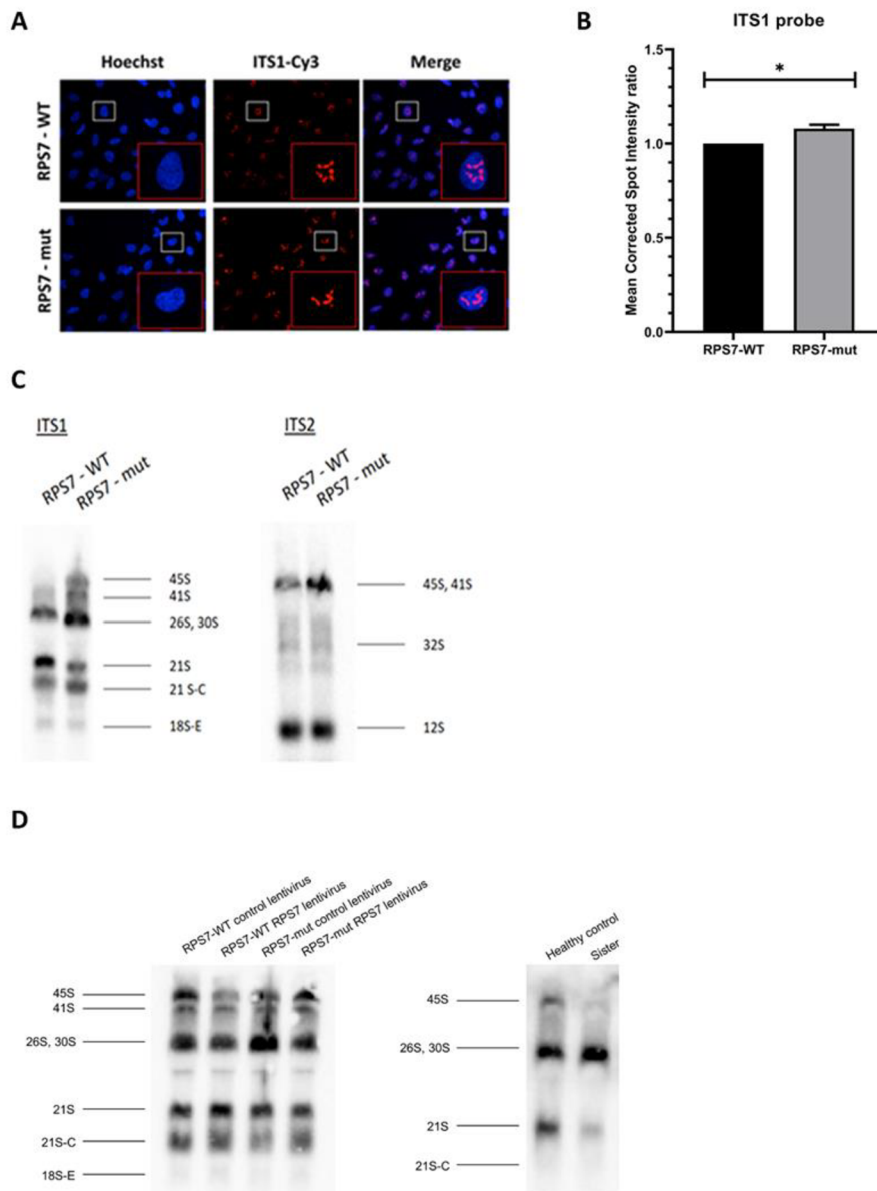 A
Hoechst ITS1-Cy3 Merge
RPS7 - WT
RPS7 - mut
B
ITS1 probe
Mean Corrected Spot Intensity ratio
1.5
1.0
0.5
0.0
*
RPS7-WT RPS7-mut
C
ITS1
RPS7 - WT
RPS7 - mut
45S
41S
26S, 30S
21S
21 S-C
18S-E
ITS2
RPS7 - WT
RPS7 - mut
45S, 41S
32S
12S
D
RPS7-WT control lentivirus
RPS7-WT RPS7 lentivirus
RPS7-mut control lentivirus
RPS7-mut RPS7 lentivirus
45S
41S
26S, 30S
21S
21S-C
18S-E
Healthy control
Sister
45S
26S, 30S
21S
21S-C